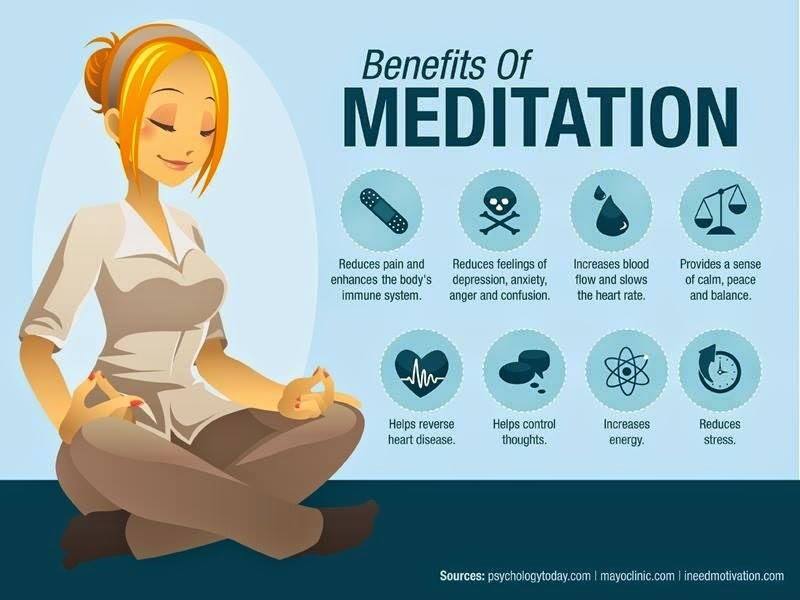 Benefits Of
MEDITATION
Reduces pain and
enhances the body's
immune system.
Reduces feelings of
depression, anxiety,
anger and confusion.
Increases blood
flow and slows
the heart rate.
Provides a sense
of calm, peace
and balance.
Helps reverse
heart disease.
Helps control
thoughts.
Increases
energy.
Reduces
stress.
Sources: psychologytoday.com | mayoclinic.com | ineedmotivation.com